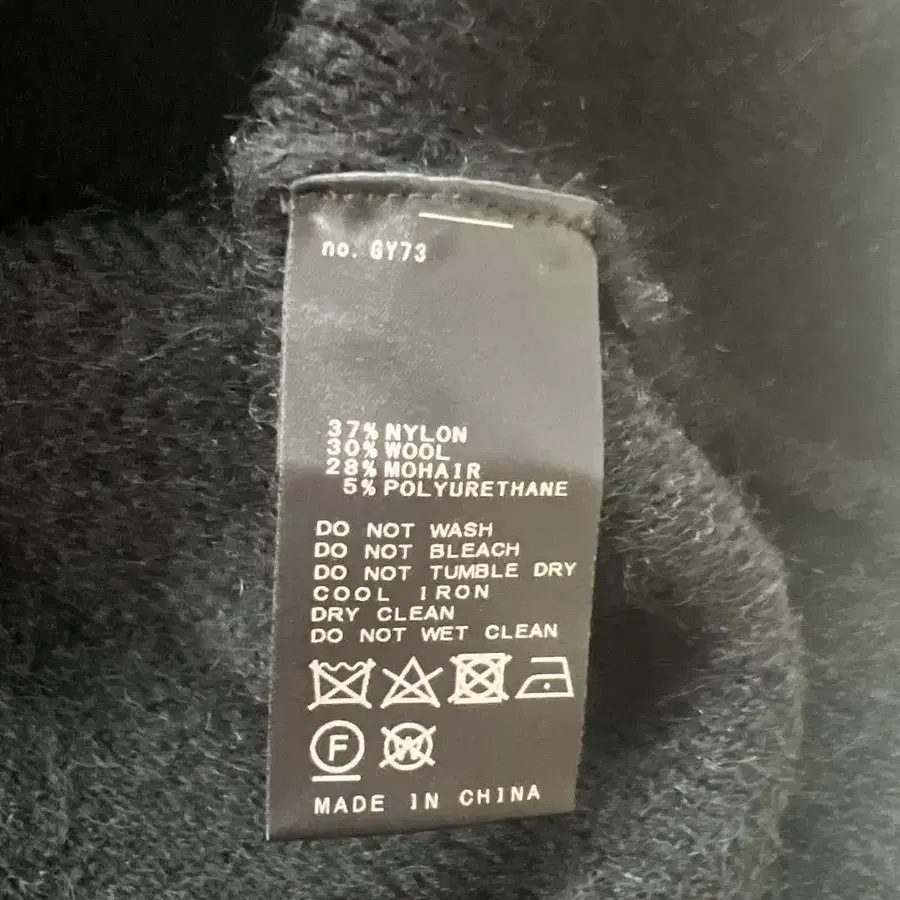 no. GY73
37% NYLON
30% WOOL
28% MOHAIR
5% POLYURETHANE
DO NOT WASH
DO NOT BLEACH
DO NOT TUMBLE DRY
COOL IRON
DRY CLEAN
DO NOT WET CLEAN
F W
MADE IN CHINA